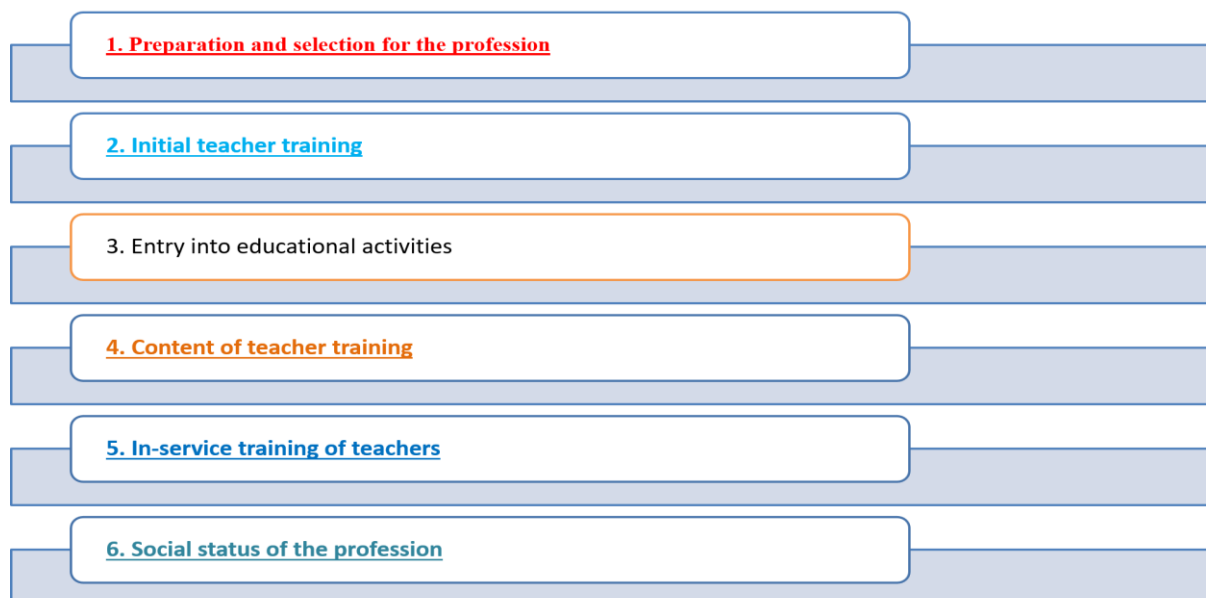 1. Preparation and selection for the profession
2. Initial teacher training
3. Entry into educational activities
4. Content of teacher training
5. In-service training of teachers
6. Social status of the profession